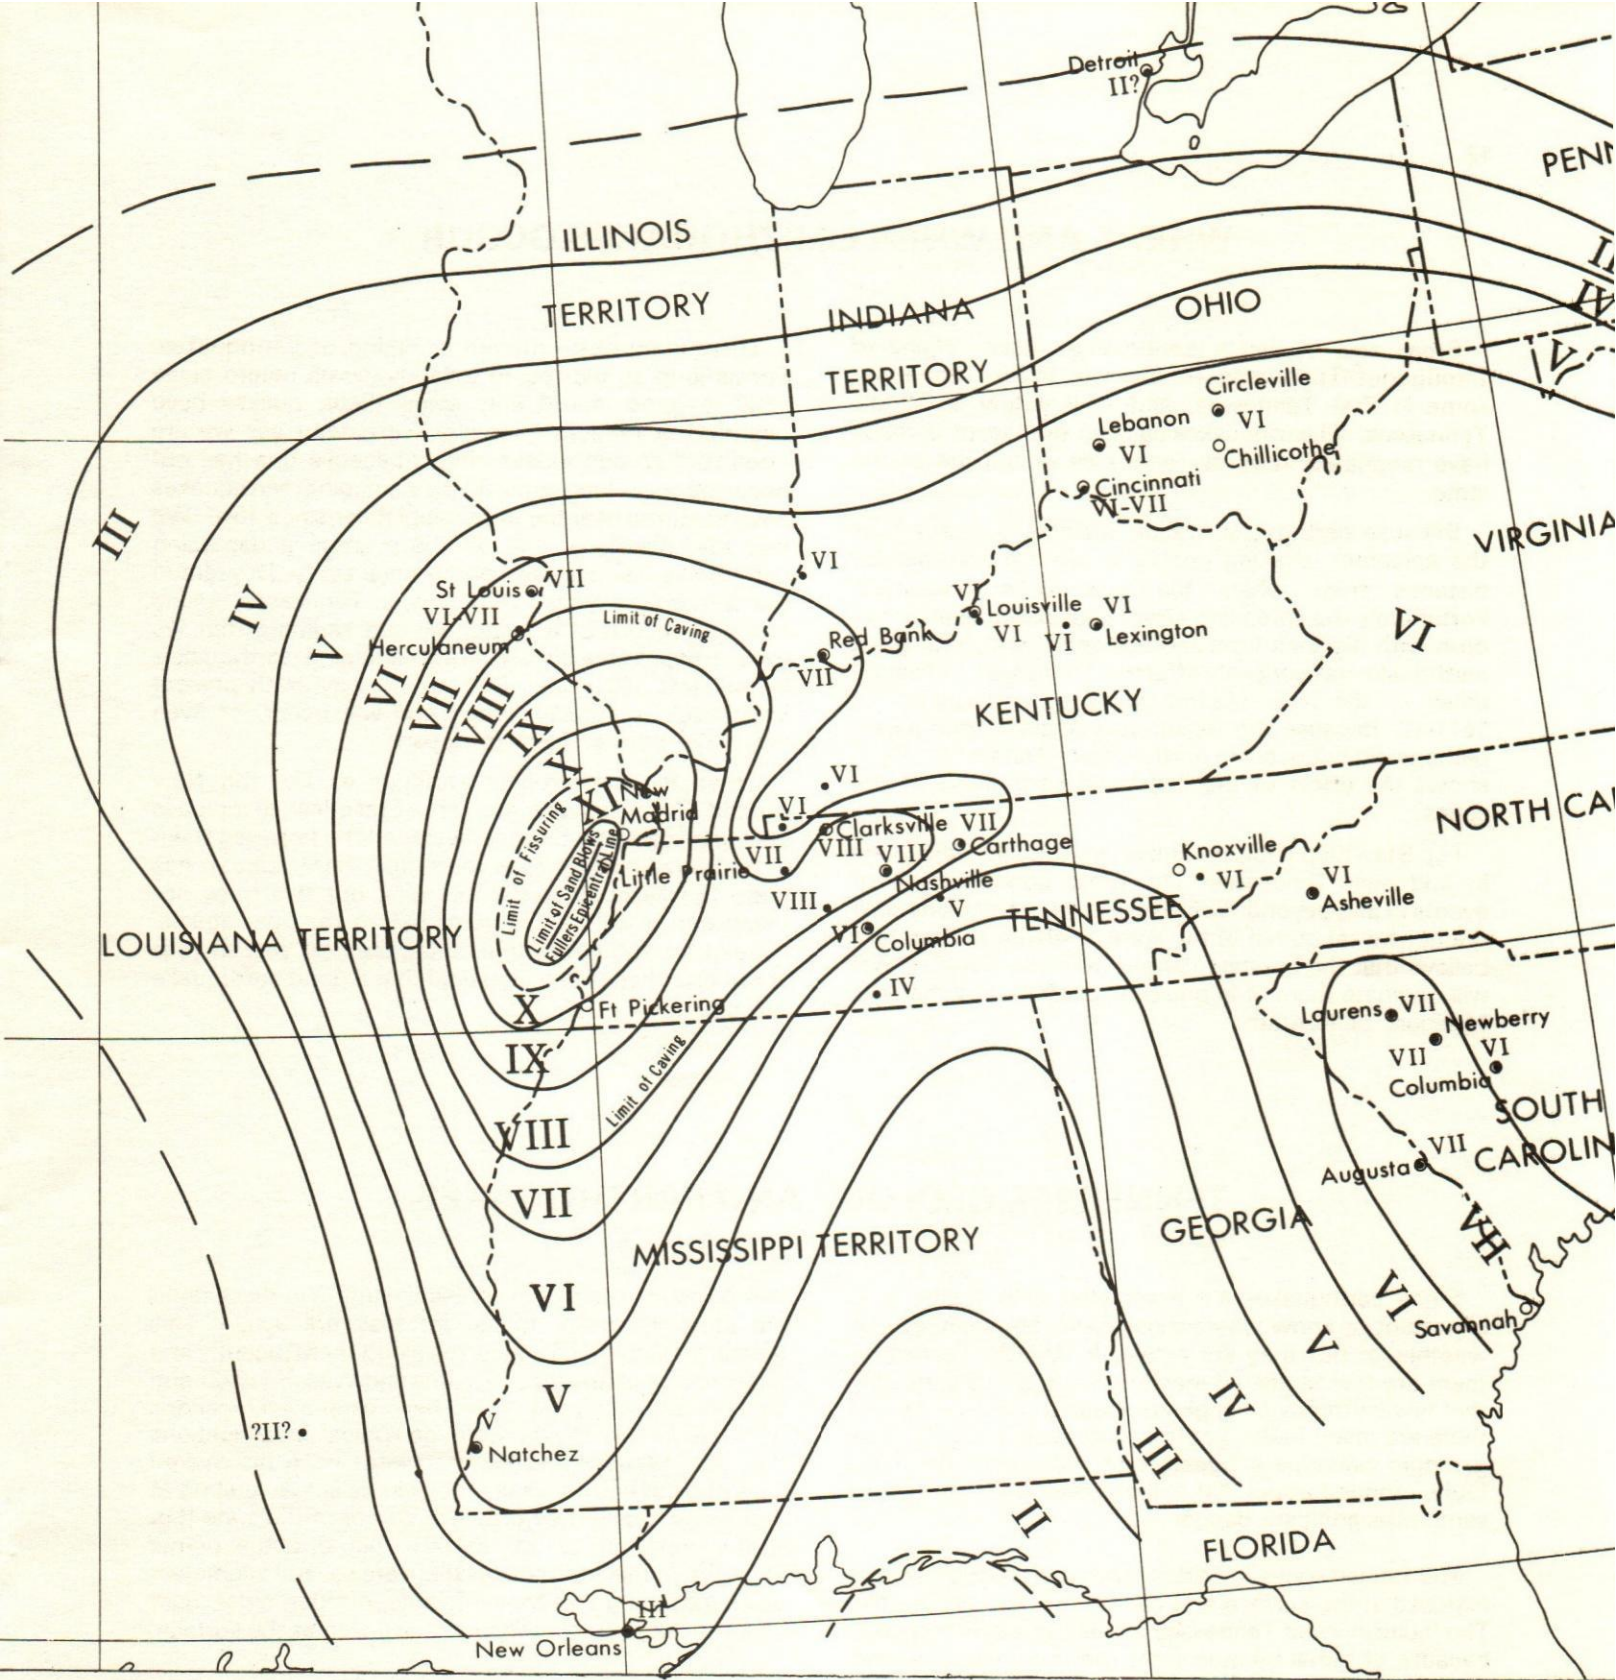 Detroit
II?
PENN
ILLINOIS
TERRITORY
INDIANA
TERRITORY
OHIO
II
IV
V
Circleville
VI
Lebanon
VI
Chillicothe
Cincinnati
VI-VII
VIRGINIA
III
IV
V
VI
VII
VIII
IX
X
XI
St Louis
VII
VI-VII
Herculaneum
Limit of Caving
VI
Red Bank
VII
VI
Louisville
VI
VI
VI
Lexington
VI
KENTUCKY
New
Madrid
Limit of Fissuring
Limit of Sand Blows
Fullers Epicentral Line
Little Prairie
VI
VI
Clarksville
VII
VIII
VIII
VII
Carthage
Nashville
VIII
V
VI
Columbia
IV
TENNESSEE
Knoxville
VI
VI
Asheville
NORTH CA
LOUISIANA TERRITORY
X
Ft Pickering
IX
Limit of Caving
VIII
VII
VI
V
Laurens
VII
Newberry
VII
VI
Columbia
SOUTH
CAROLIN
VII
Augusta
MISSISSIPPI TERRITORY
GEORGIA
VII
VI
Savannah
V
IV
III
II
?II?
V
Natchez
FLORIDA
III
New Orleans